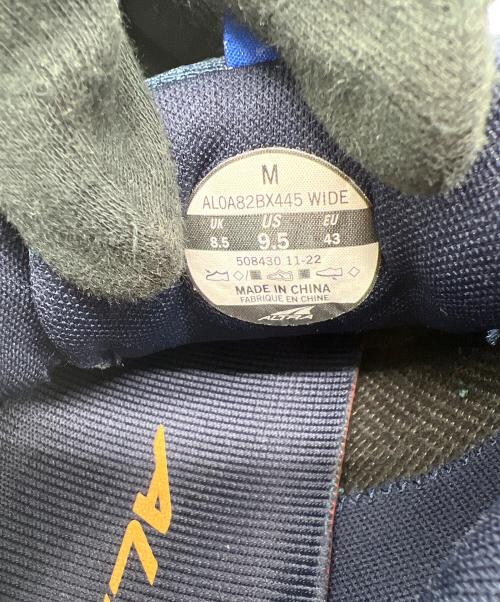 M
AL0A82BX445 WIDE
UK US EU
8.5 9.5 43
508430 11-22
MADE IN CHINA
FABRIQUE EN CHINE
ALTRA
AL